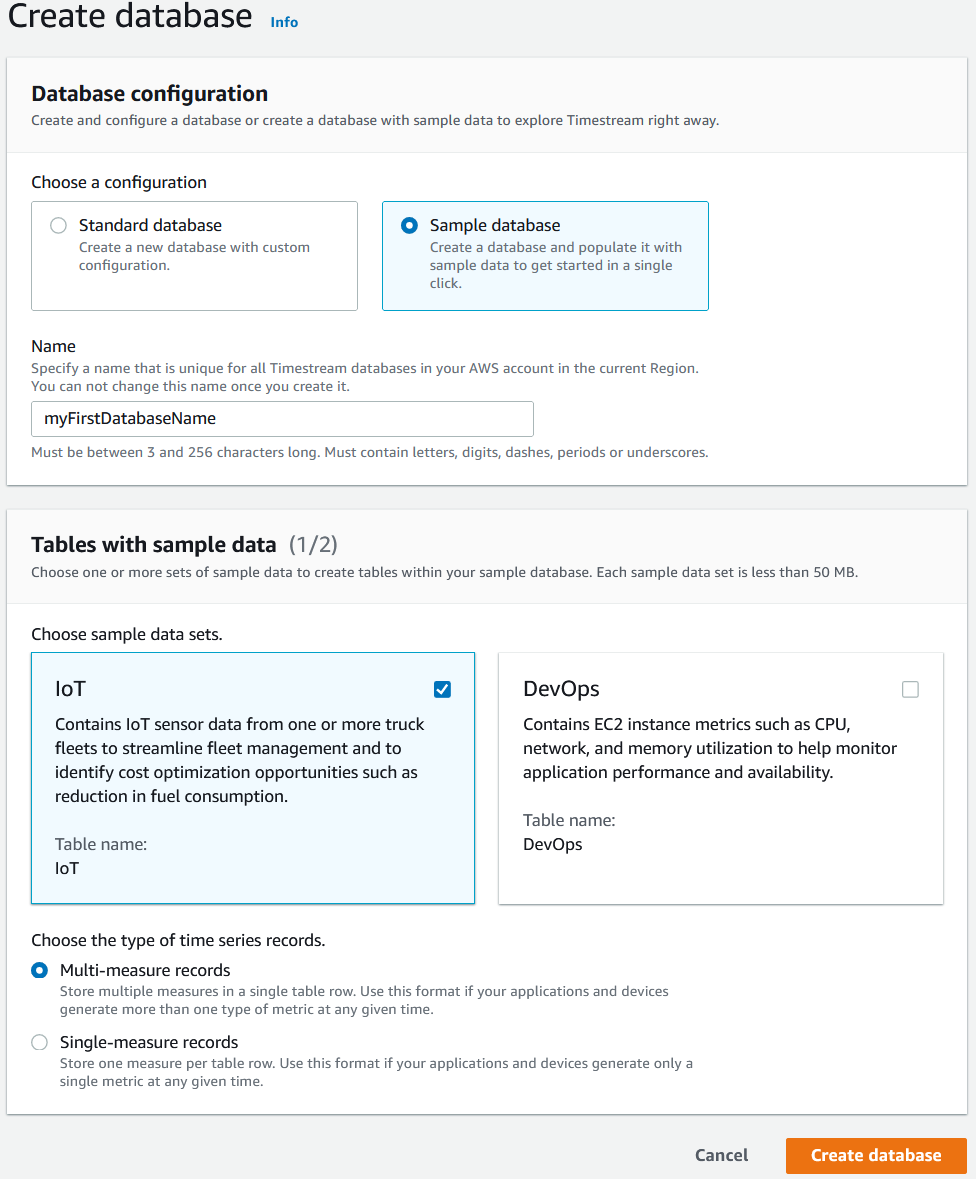 Create database Info
Database configuration
Create and configure a database or create a database with sample data to explore Timestream right away.
Choose a configuration
Standard database
Create a new database with custom
configuration.
Sample database
Create a database and populate it with
sample data to get started in a single
click.
Name
Specify a name that is unique for all Timestream databases in your AWS account in the current Region.
You can not change this name once you create it.
myFirstDatabaseName
Must be between 3 and 256 characters long. Must contain letters, digits, dashes, periods or underscores.
Tables with sample data (1/2)
Choose one or more sets of sample data to create tables within your sample database. Each sample data set is less than 50 MB.
Choose sample data sets.
IoT
Contains IoT sensor data from one or more truck
fleets to streamline fleet management and to
identify cost optimization opportunities such as
reduction in fuel consumption.
Table name:
IoT
DevOps
Contains EC2 instance metrics such as CPU,
network, and memory utilization to help monitor
application performance and availability.
Table name:
DevOps
Choose the type of time series records.
Multi-measure records
Store multiple measures in a single table row. Use this format if your applications and devices
generate more than one type of metric at any given time.
Single-measure records
Store one measure per table row. Use this format if your applications and devices generate only a
single metric at any given time.
Cancel
Create database